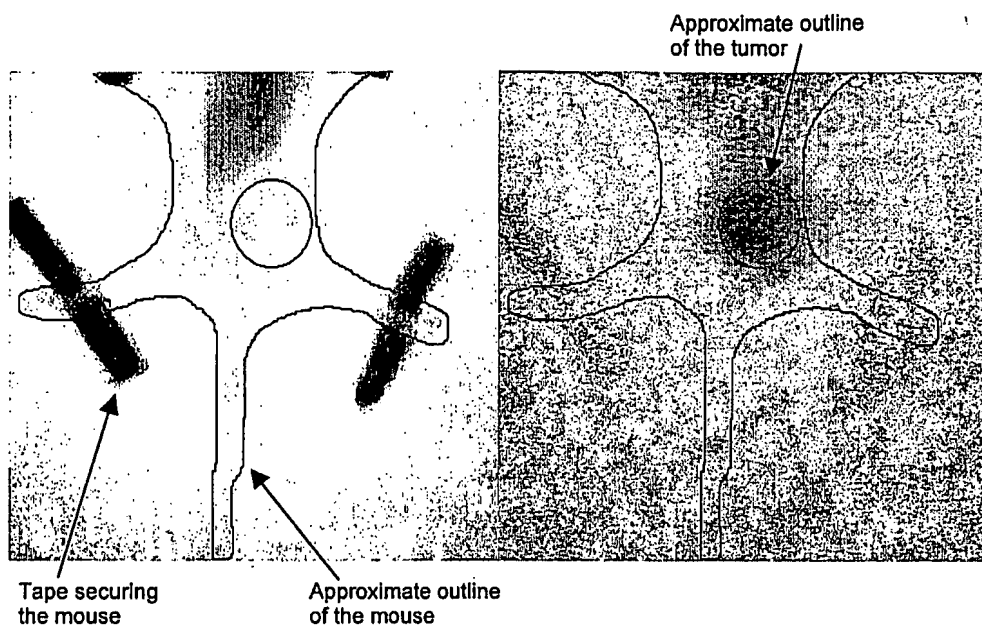 Approximate outline
of the tumor
Tape securing
the mouse
Approximate outline
of the mouse